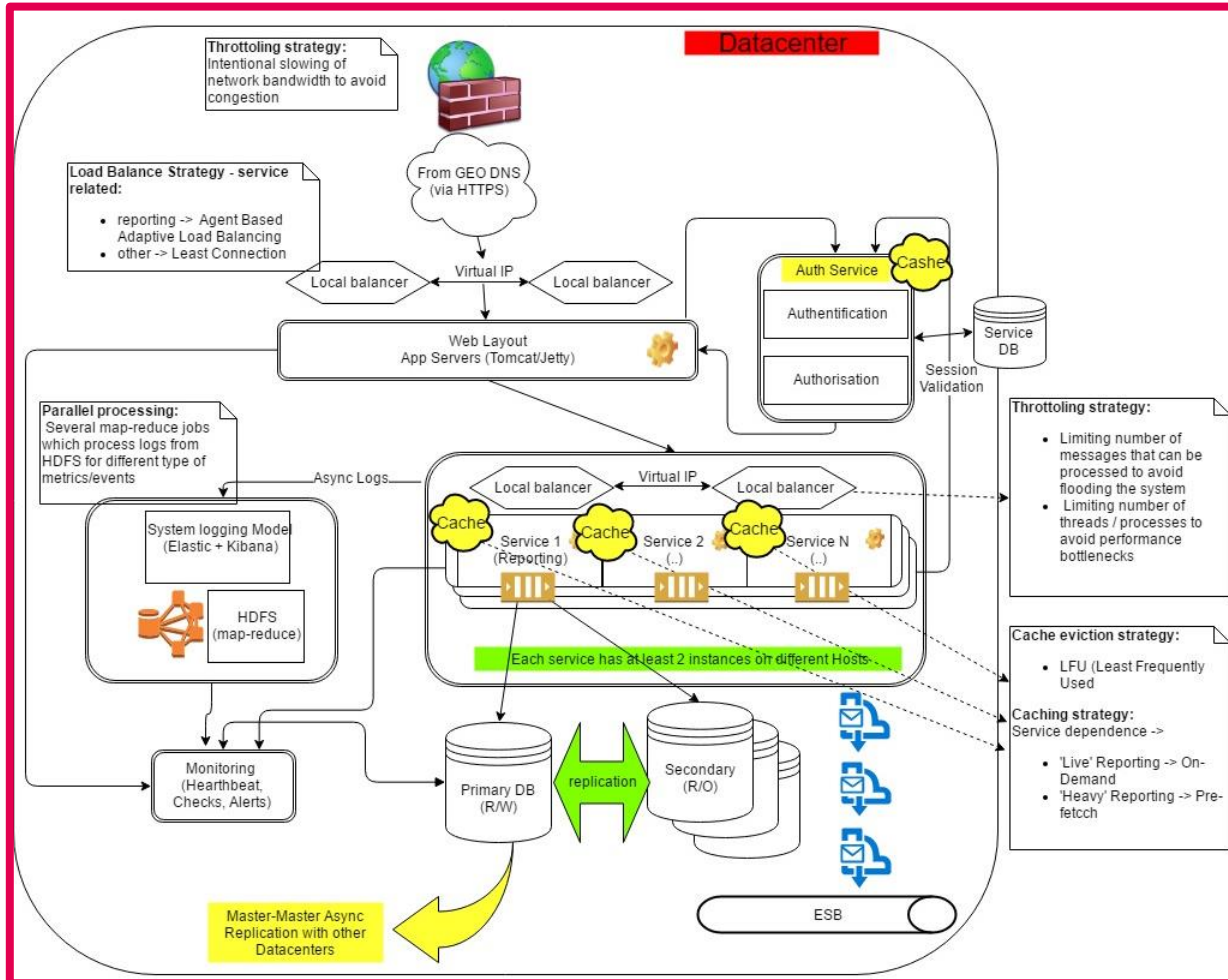 Datacenter
Throttoling strategy:
Intentional slowing of
network bandwidth to avoid
congestion
From GEO DNS
(via HTTPS)
Load Balance Strategy - service
related:
reporting -> Agent Based
Adaptive Load Balancing
other -> Least Connection
Local balancer
Virtual IP
Local balancer
Cashe
Auth Service
Authentification
Authorisation
Service
DB
Session
Validation
Web Layout
App Servers (Tomcat/Jetty)
Parallel processing:
Several map-reduce jobs
which process logs from
HDFS for different type of
metrics/events
Async Logs
Throttoling strategy:
Limiting number of
messages that can be
processed to avoid
flooding the system
Limiting number of
threads / processes to
avoid performance
bottlenecks
Local balancer
Virtual IP
Local balancer
Cache
Cache
Cache
Service 1
(Reporting)
Service 2
(..)
Service N
(..)
Each service has at least 2 instances on different Hosts
System logging Model
(Elastic + Kibana)
HDFS
(map-reduce)
Cache eviction strategy:
LFU (Least Frequently
Used
Caching strategy:
Service dependence ->
'Live' Reporting -> On-
Demand
'Heavy' Reporting -> Pre-
fetcch
Monitoring
(Hearthbeat,
Checks, Alerts)
Primary DB
(R/W)
replication
Secondary
(R/O)
Master-Master Async
Replication with other
Datacenters
ESB